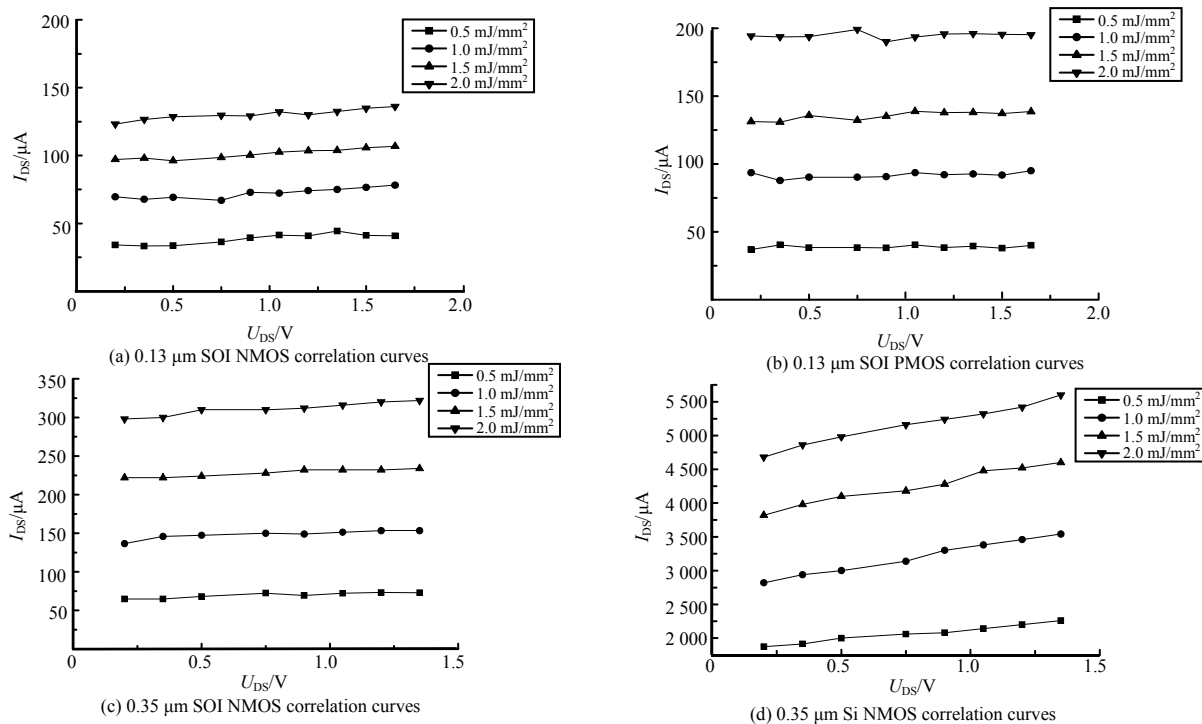 200
150
100
50
0
0.5
1.0
1.5
2.0
I_DS/μA
U_DS/V
0.5 mJ/mm²
1.0 mJ/mm²
1.5 mJ/mm²
2.0 mJ/mm²
(a) 0.13 μm SOI NMOS correlation curves
200
150
100
50
0
0.5
1.0
1.5
2.0
I_DS/μA
U_DS/V
0.5 mJ/mm²
1.0 mJ/mm²
1.5 mJ/mm²
2.0 mJ/mm²
(b) 0.13 μm SOI PMOS correlation curves
350
300
250
200
150
100
50
0
0.5
1.0
1.5
I_DS/μA
U_DS/V
0.5 mJ/mm²
1.0 mJ/mm²
1.5 mJ/mm²
2.0 mJ/mm²
(c) 0.35 μm SOI NMOS correlation curves
5 500
5 000
4 500
4 000
3 500
3 000
2 500
2 000
0
0.5
1.0
1.5
I_DS/μA
U_DS/V
0.5 mJ/mm²
1.0 mJ/mm²
1.5 mJ/mm²
2.0 mJ/mm²
(d) 0.35 μm Si NMOS correlation curves